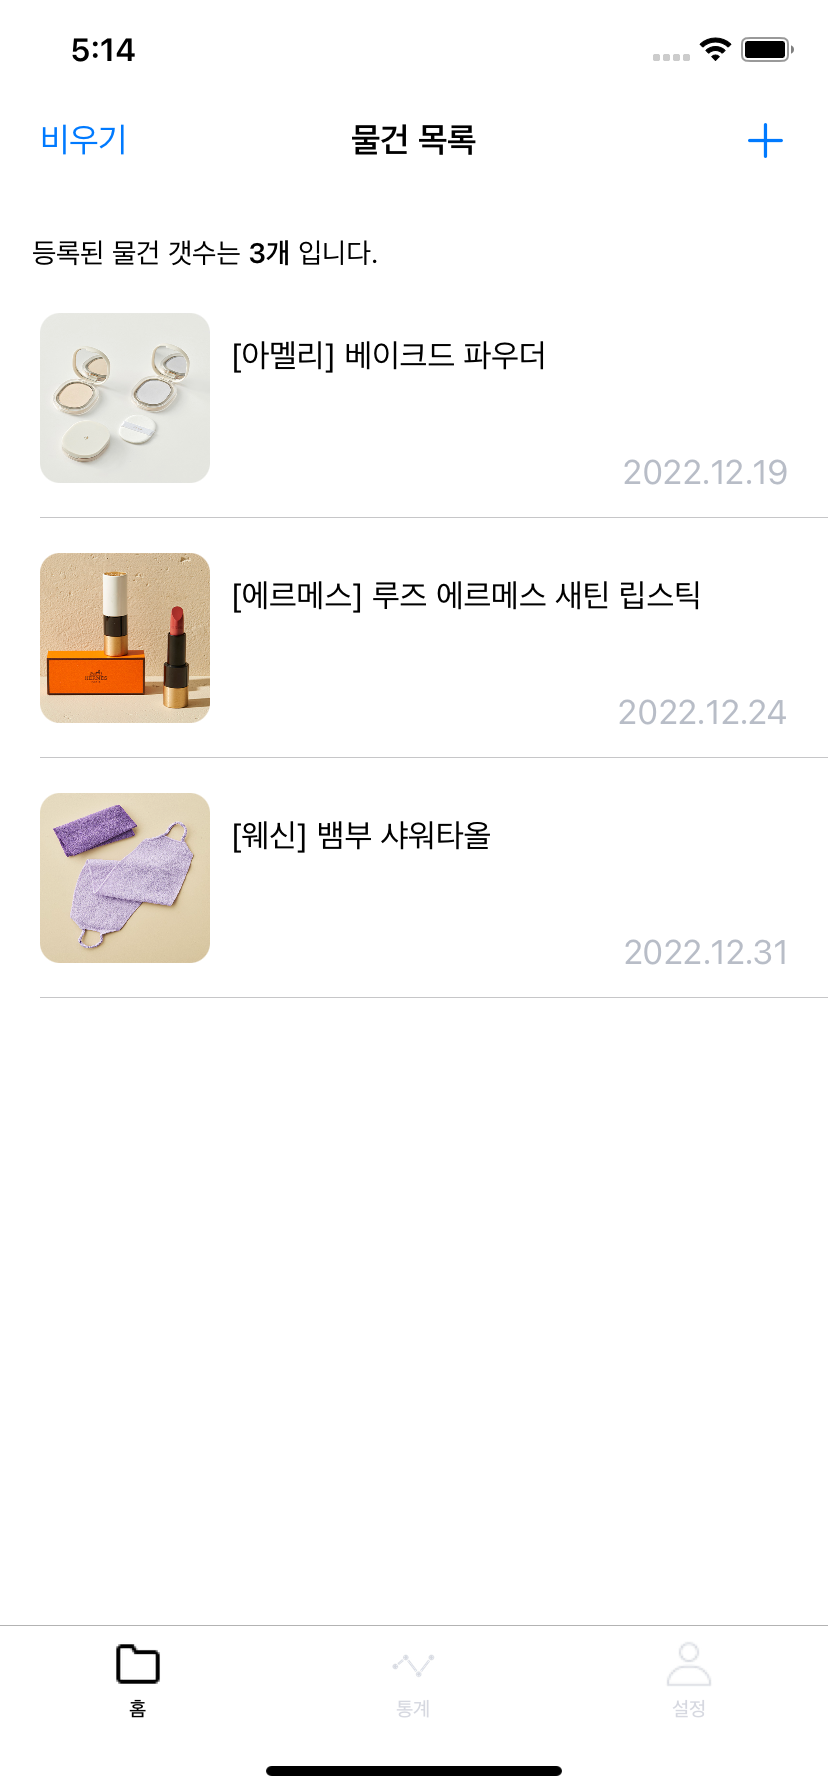 5:14
비우기
물건 목록
등록된 물건 갯수는 3개 입니다.
[아멜리] 베이크드 파우더
2022.12.19
[에르메스] 루즈 에르메스 새틴 립스틱
HERMES
2022.12.24
[웨신] 뱀부 샤워타올
2022.12.31
홈
통계
설정